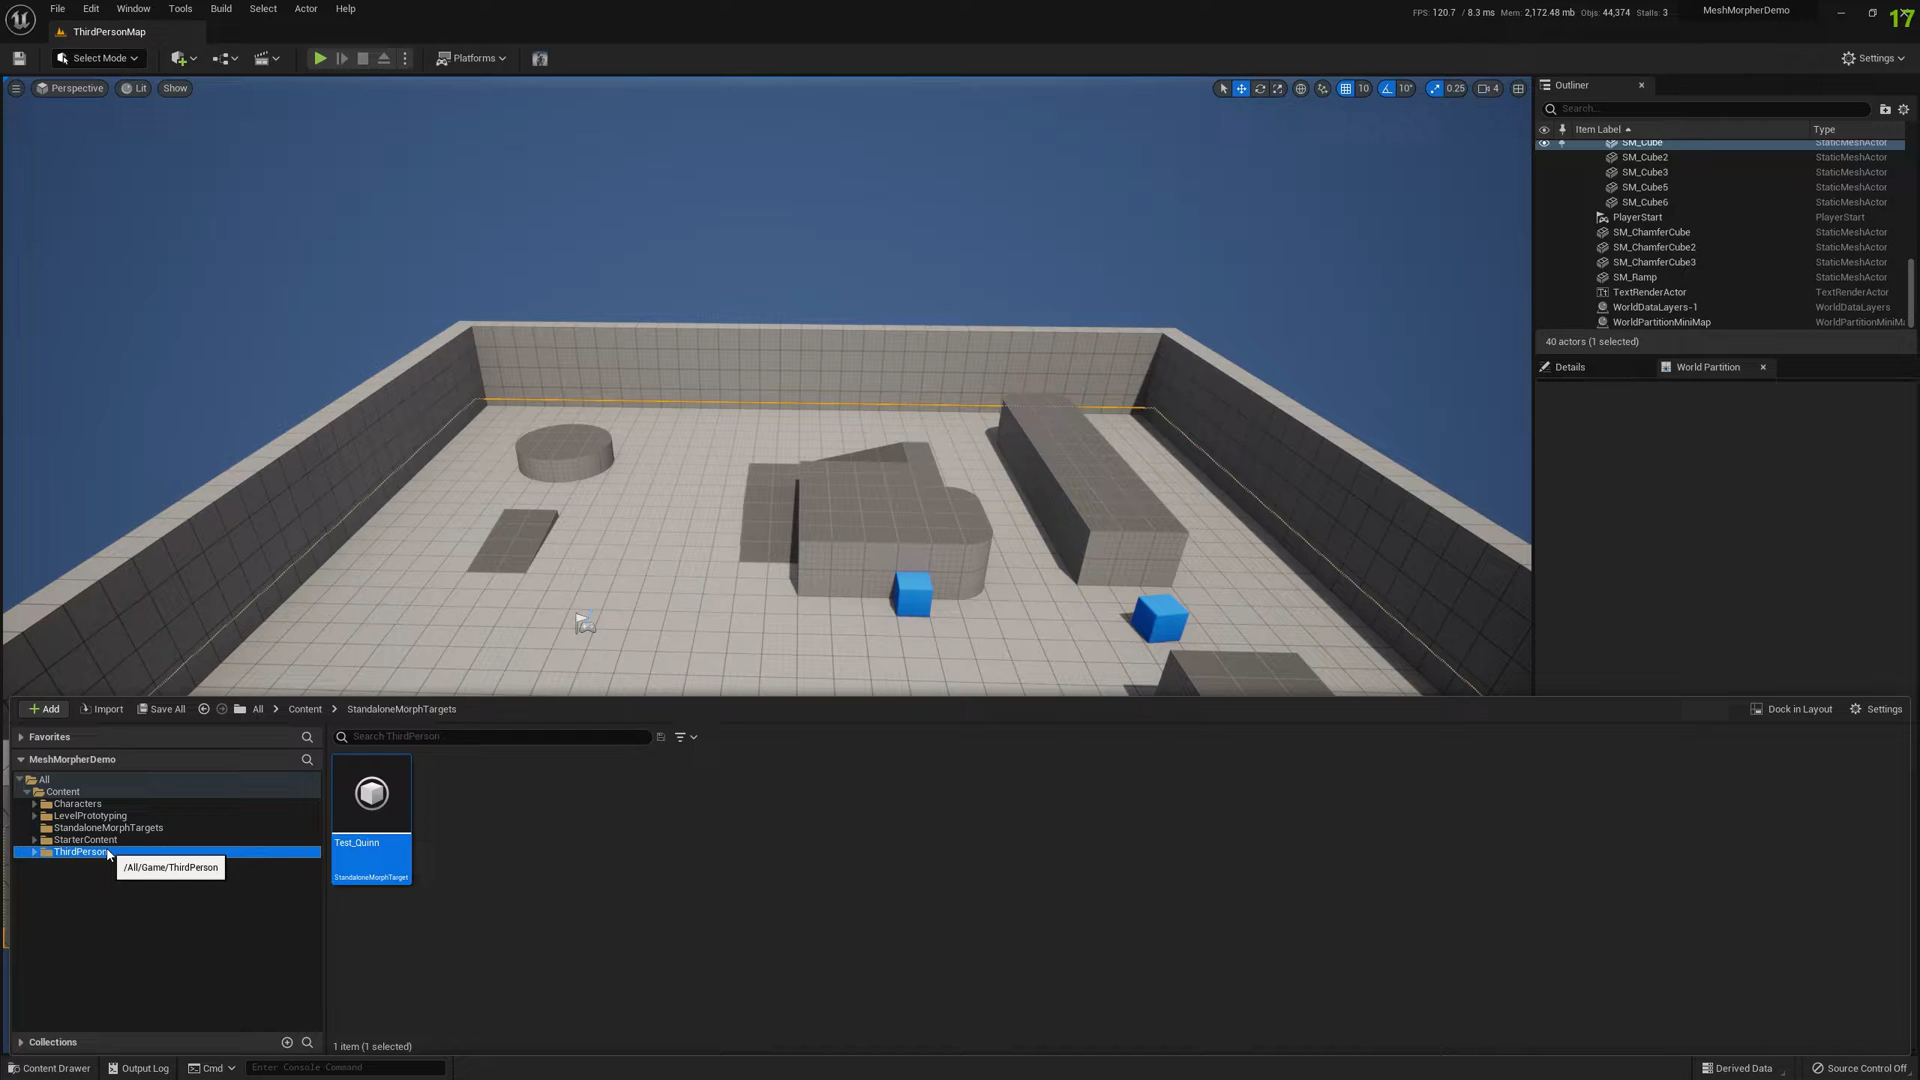 File Edit Window Tools Build Select Actor Help
FPS: 120.7 / 8.3 ms Mem: 2,172.48 mb Objs: 44,374 Stalls: 3
MeshMorpherDemo
17
ThirdPersonMap
Select Mode
Platforms
Settings
Perspective
Lit
Show
10
10°
0.25
4
Outliner
Search...
Item Label
Type
SM_Cube StaticMeshActor
SM_Cube2 StaticMeshActor
SM_Cube3 StaticMeshActor
SM_Cube5 StaticMeshActor
SM_Cube6 StaticMeshActor
PlayerStart PlayerStart
SM_ChamferCube StaticMeshActor
SM_ChamferCube2 StaticMeshActor
SM_ChamferCube3 StaticMeshActor
SM_Ramp StaticMeshActor
TextRenderActor TextRenderActor
WorldDataLayers-1 WorldDataLayers
WorldPartitionMiniMap WorldPartitionMiniM
40 actors (1 selected)
Details
World Partition
Add
Import
Save All
All
Content
StandaloneMorphTargets
Dock in Layout
Settings
Favorites
Search ThirdPerson
MeshMorpherDemo
All
Content
Characters
LevelPrototyping
StandaloneMorphTargets
StarterContent
ThirdPerson
/All/Game/ThirdPerson
Test_Quinn
StandaloneMorphTarget
Collections
1 item (1 selected)
Content Drawer
Output Log
Cmd
Enter Console Command
Derived Data
Source Control Off